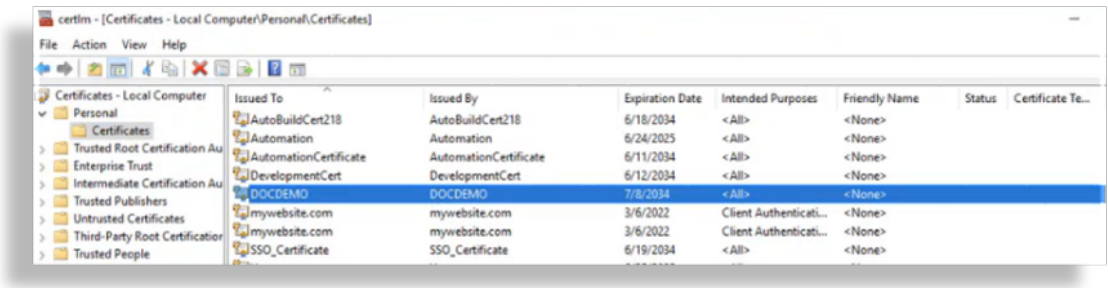 certlm - [Certificates - Local Computer\Personal\Certificates]
File Action View Help
Certificates - Local Computer
Personal
Certificates
Trusted Root Certification Au
Enterprise Trust
Intermediate Certification Au
Trusted Publishers
Untrusted Certificates
Third-Party Root Certification
Trusted People
Issued To Issued By Expiration Date Intended Purposes Friendly Name Status Certificate Te...
AutoBuildCert218 AutoBuildCert218 6/18/2034 <All> <None>
Automation Automation 6/24/2025 <All> <None>
AutomationCertificate AutomationCertificate 6/11/2034 <All> <None>
DevelopmentCert DevelopmentCert 6/12/2034 <All> <None>
DOCDEMO DOCDEMO 7/8/2034 <All> <None>
mywebsite.com mywebsite.com 3/6/2022 Client Authenticati... <None>
mywebsite.com mywebsite.com 3/6/2022 Client Authenticati... <None>
SSO_Certificate SSO_Certificate 6/19/2034 <All> <None>